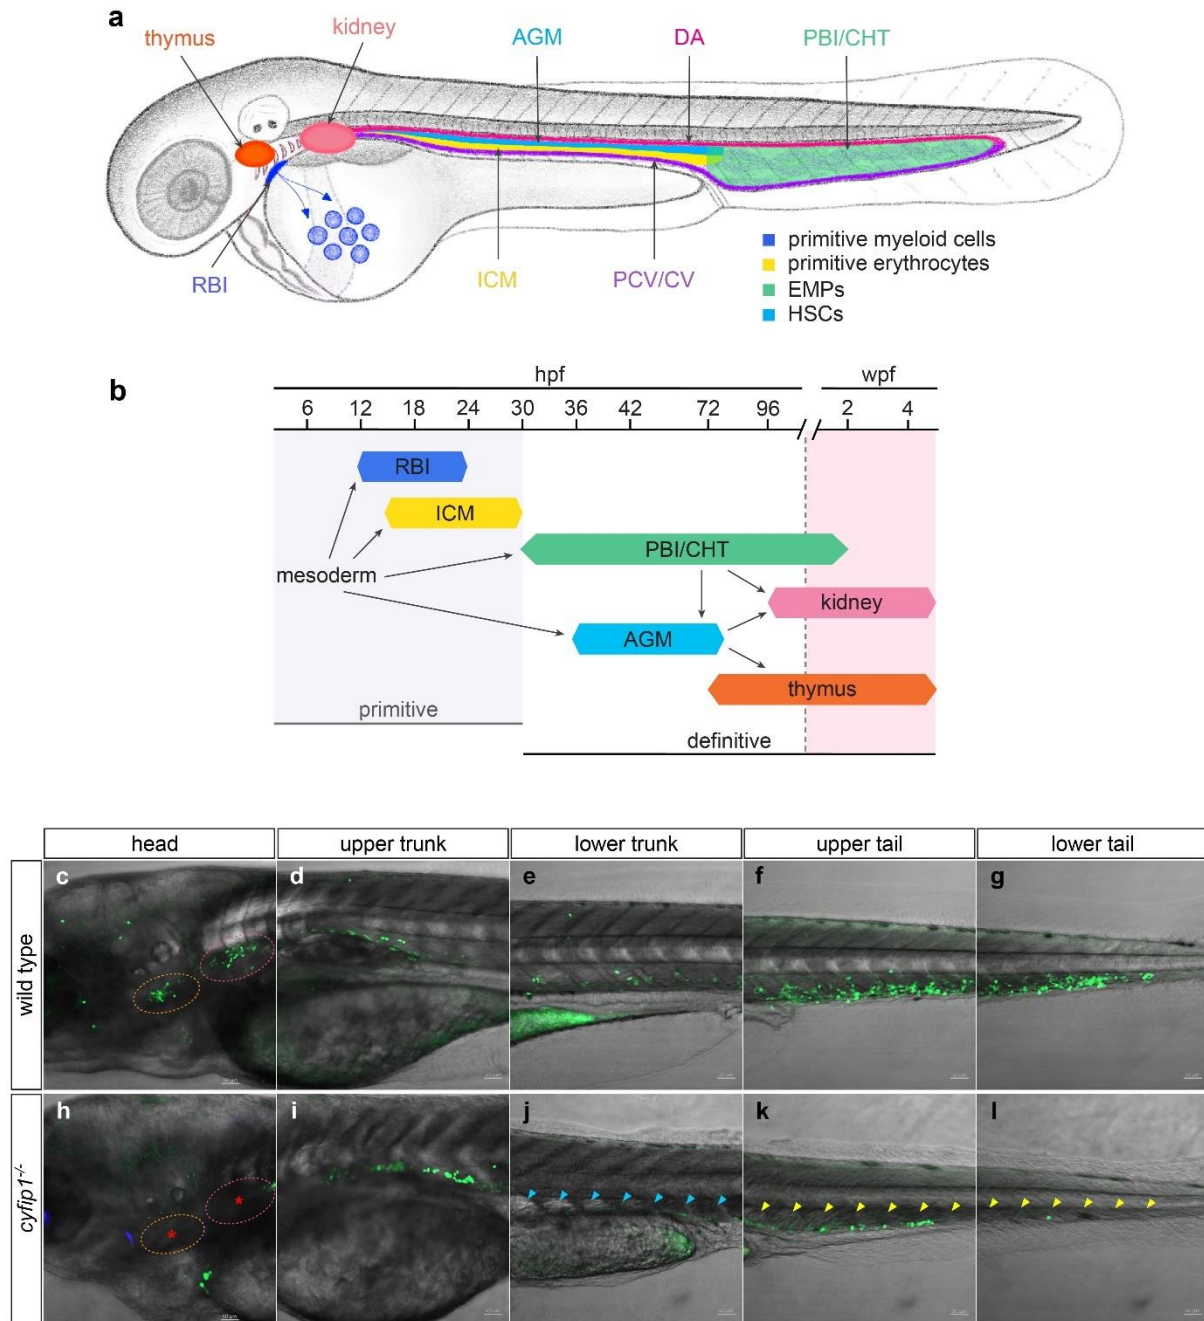 a
thymus
kidney
AGM
DA
PBI/CHT
RBI
ICM
PCV/CV
primitive myeloid cells
primitive erythrocytes
EMPs
HSCs
b
hpf
wpf
6 12 18 24 30 36 42 72 96 2 4
RBI
ICM
PBI/CHT
mesoderm
kidney
AGM
thymus
primitive
definitive
head upper trunk lower trunk upper tail lower tail
wild type
c d e f g
cyfip1-/-
h i j k l